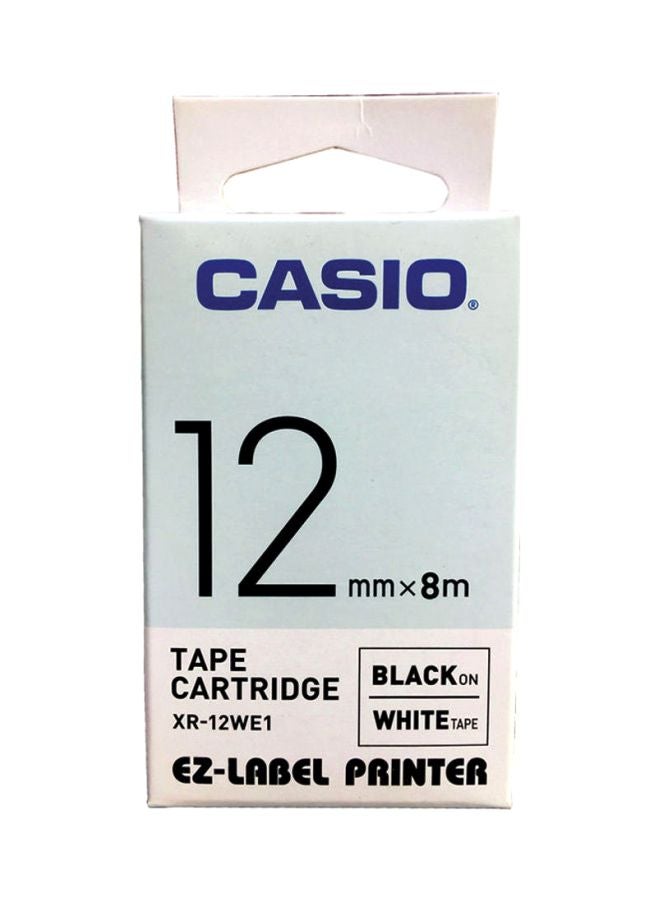 CASIO®
12 mm×8m
TAPE
CARTRIDGE
XR-12WE1
BLACK ON
WHITE TAPE
EZ-LABEL PRINTER